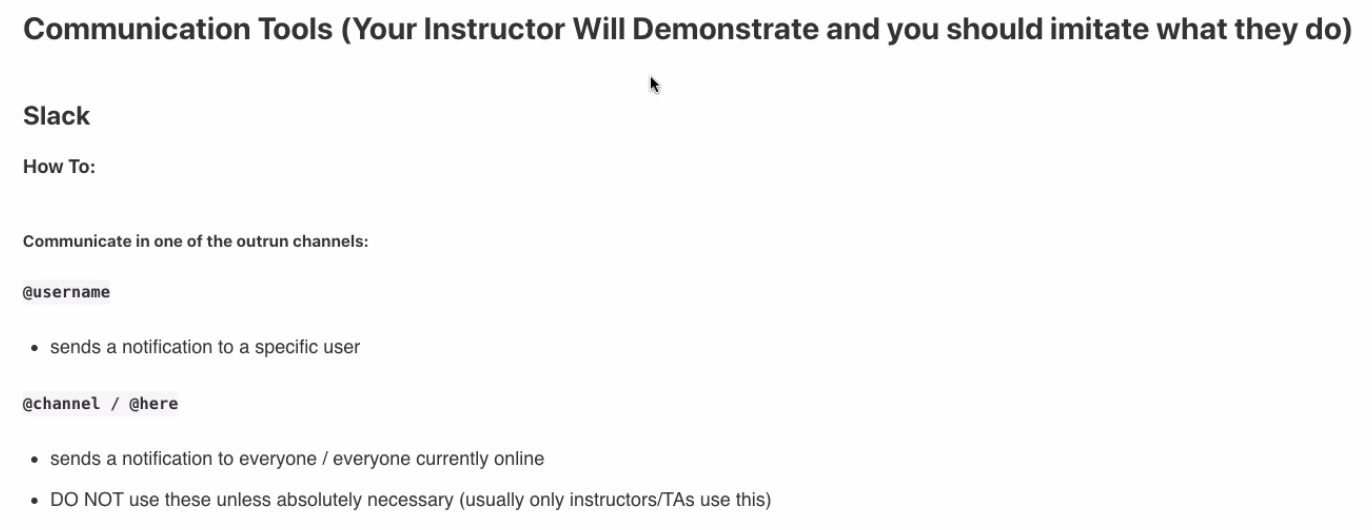 Communication Tools (Your Instructor Will Demonstrate and you should imitate what they do)
Slack
How To:
Communicate in one of the outrun channels:
@username
• sends a notification to a specific user
@channel / @here
• sends a notification to everyone / everyone currently online
• DO NOT use these unless absolutely necessary (usually only instructors/TAs use this)